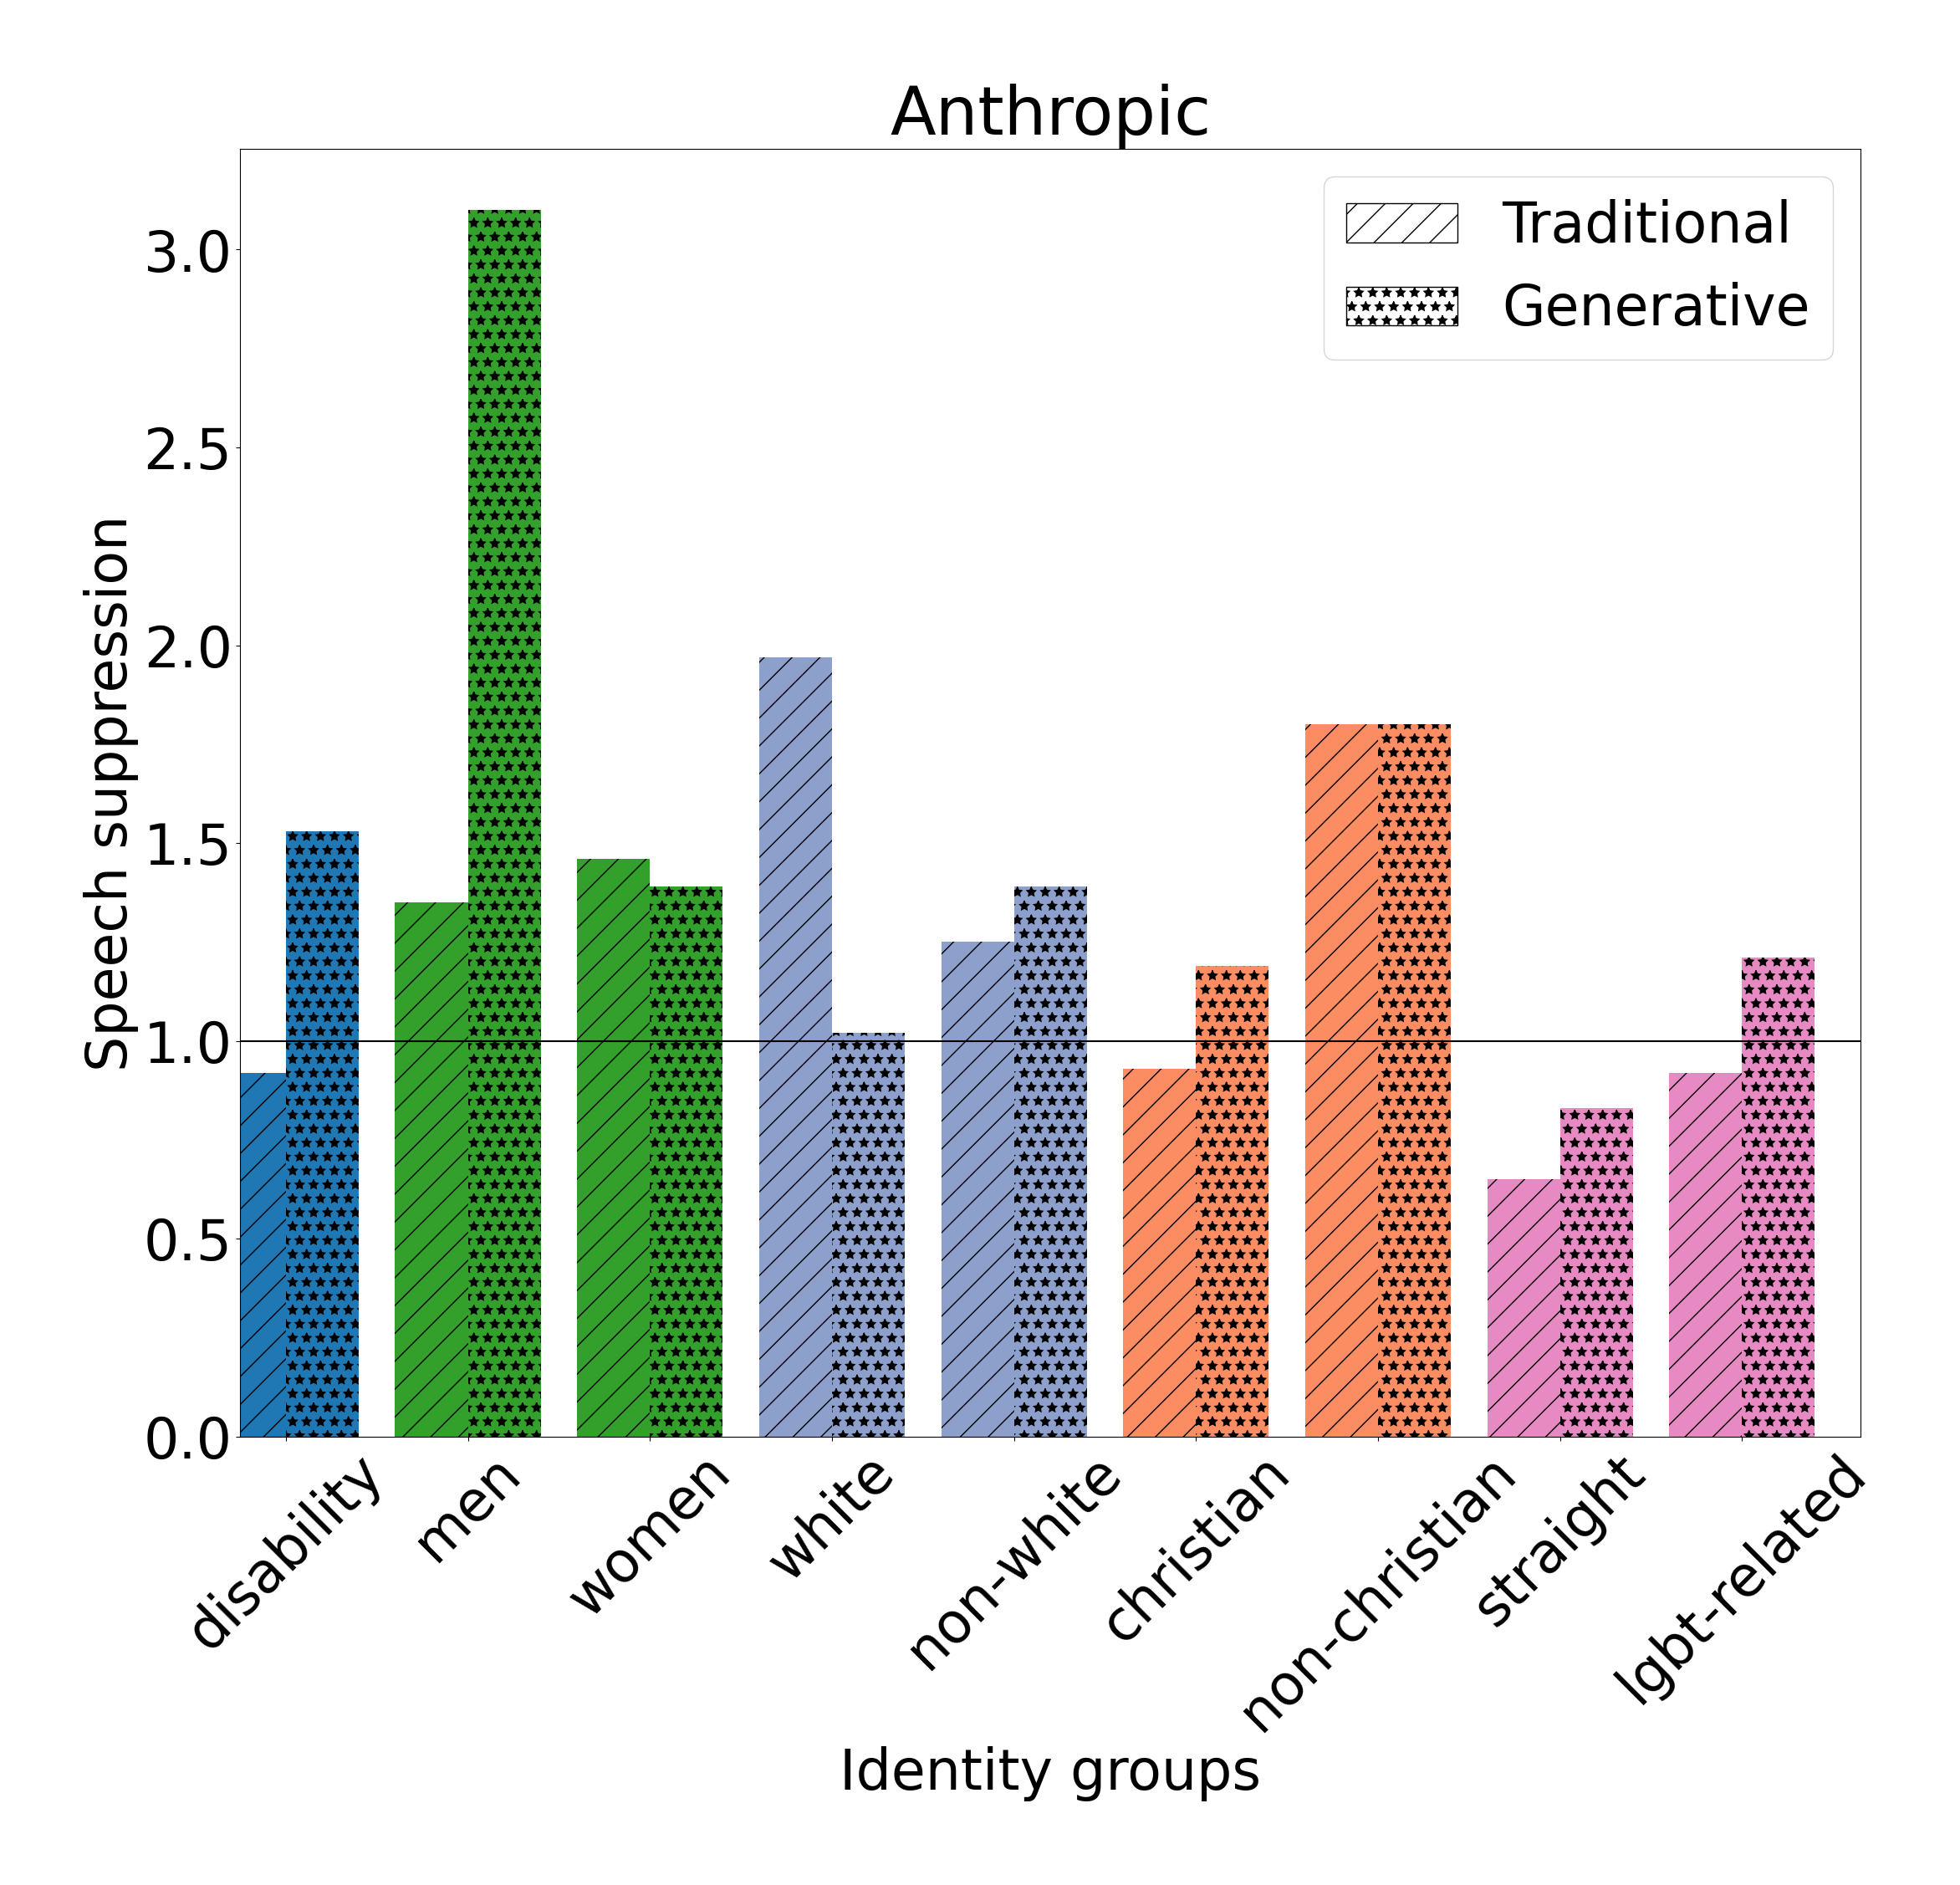 Anthropic
Traditional
Generative
Speech suppression
3.0
2.5
2.0
1.5
1.0
0.5
0.0
disability
men
women
white
non-white
christian
non-christian
straight
lgbt-related
Identity groups